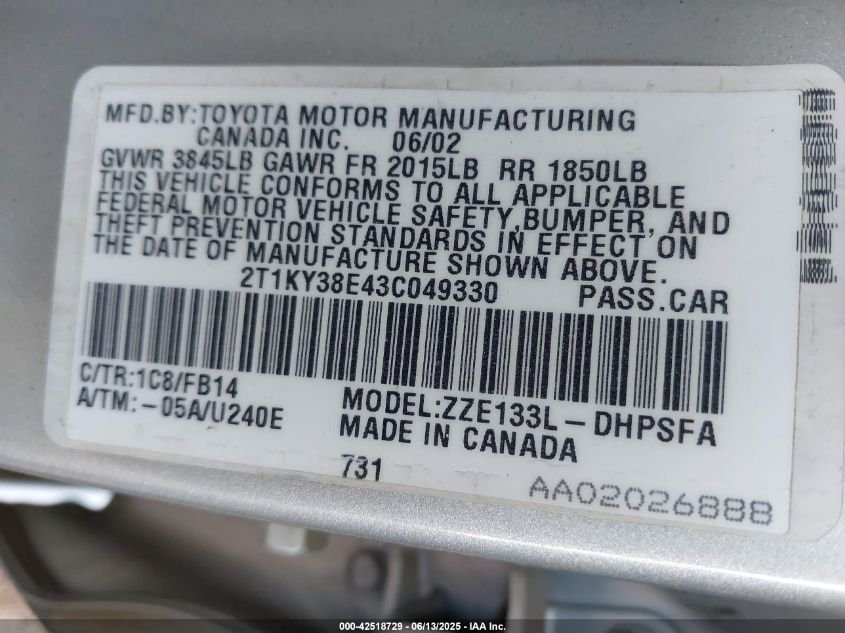 MFD.BY:TOYOTA MOTOR MANUFACTURING
CANADA INC. 06/02
GVWR 3845LB GAWR FR 2015LB RR 1850LB
THIS VEHICLE CONFORMS TO ALL APPLICABLE
FEDERAL MOTOR VEHICLE SAFETY,BUMPER, AND
THEFT PREVENTION STANDARDS IN EFFECT ON
THE DATE OF MANUFACTURE SHOWN ABOVE.
2T1KY38E43C049330 PASS.CAR
C/TR:1C8/FB14
A/TM:-05A/U240E
MODEL:ZZE133L-DHPSFA
MADE IN CANADA
731
AA02026888
000-42518729 - 06/13/2025 - IAA Inc.